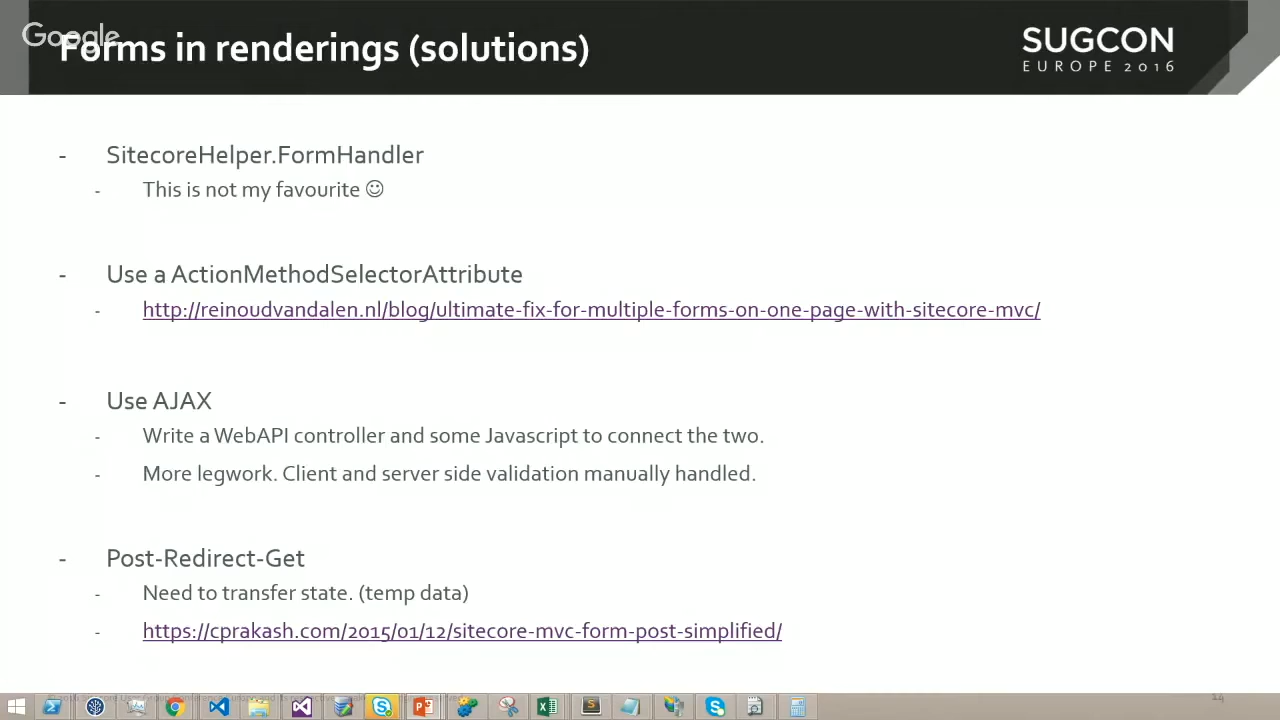 Google
Forms in renderings (solutions)
SUGCON
EUROPE 2016
- SitecoreHelper.FormHandler
- This is not my favourite ☺
- Use a ActionMethodSelectorAttribute
- http://reinoudvandalen.nl/blog/ultimate-fix-for-multiple-forms-on-one-page-with-sitecore-mvc/
- Use AJAX
- Write a WebAPI controller and some Javascript to connect the two.
- More legwork. Client and server side validation manually handled.
- Post-Redirect-Get
- Need to transfer state. (temp data)
- https://cprakash.com/2015/01/12/sitecore-mvc-form-post-simplified/